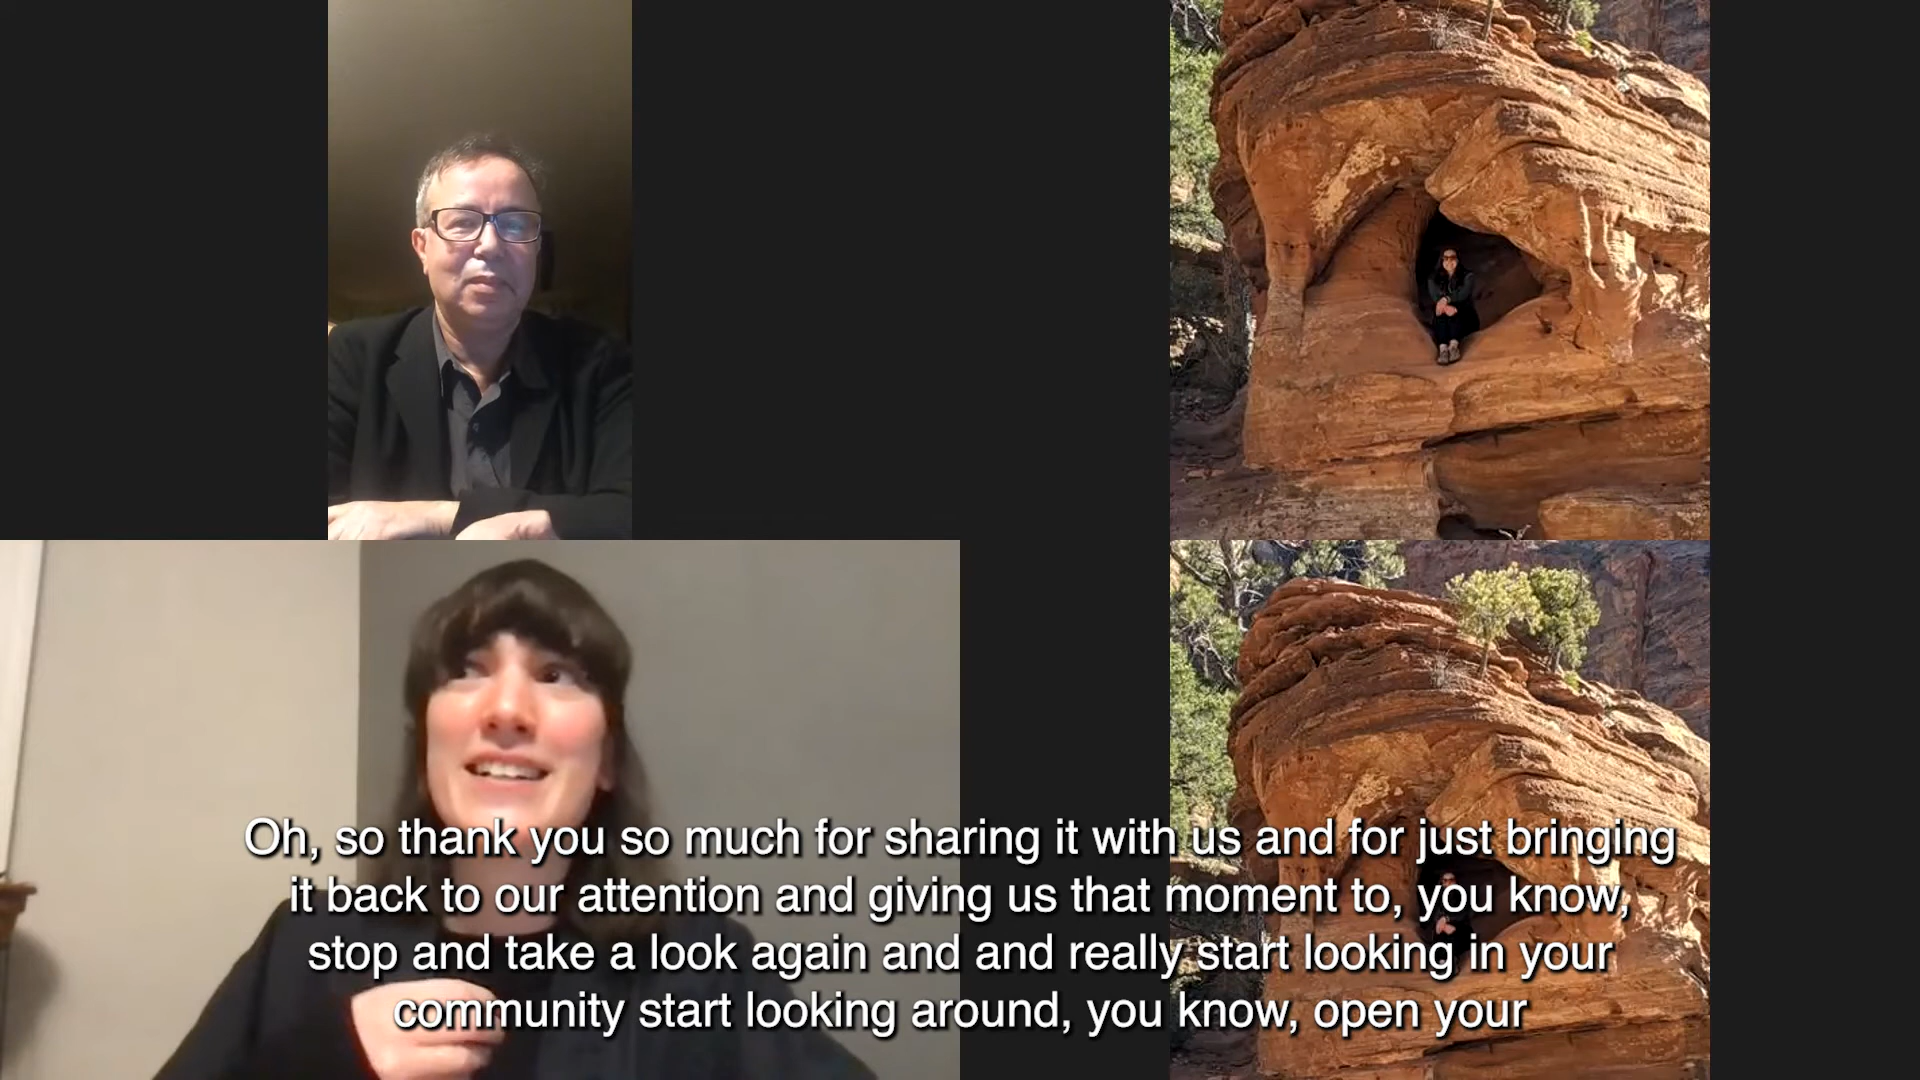 Oh, so thank you so much for sharing it with us and for just bringing
it back to our attention and giving us that moment to, you know,
stop and take a look again and and really start looking in your
community start looking around, you know, open your